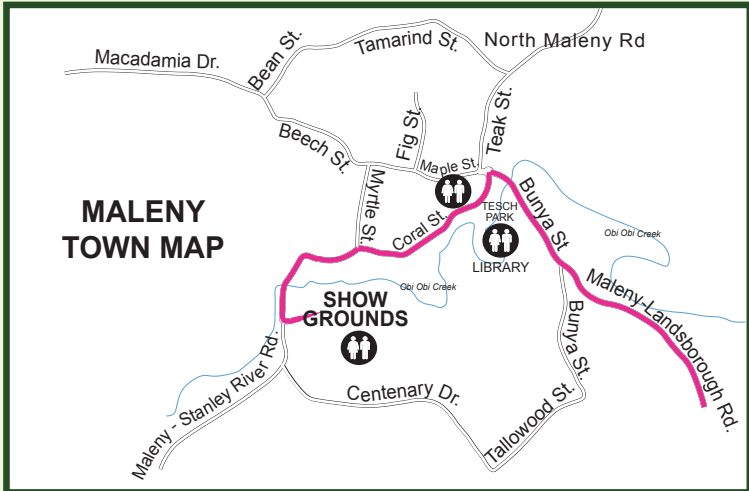 Macadamia Dr.
Bean St.
Tamarind St.
North Maleny Rd
Beech St.
Fig St.
Teak St.
Maple St.
MALENY
TOWN MAP
Myrtle St.
Coral St.
TESCH
PARK
LIBRARY
Bunya St
Obi Obi Creek
Obi Obi Creek
SHOW
GROUNDS
Maleny-Landsborough Rd.
Bunya St.
Maleny - Stanley River Rd.
Centenary Dr.
Tallowood St.